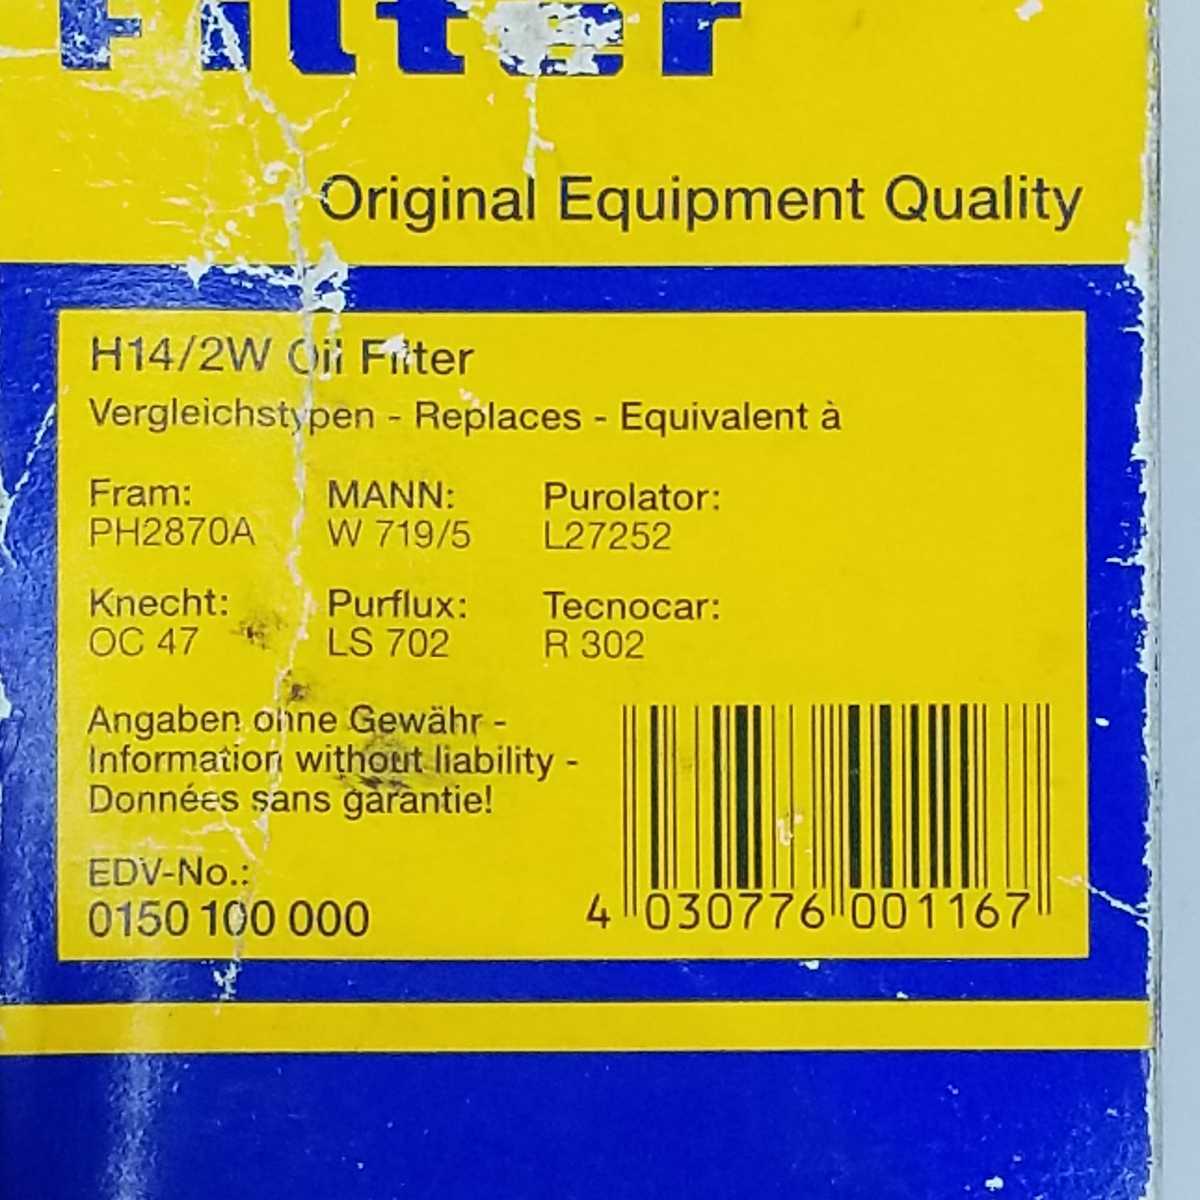 Filter
Original Equipment Quality
H14/2W Oil Filter
Vergleichstypen - Replaces - Equivalent à
Fram: MANN: Purolator:
PH2870A W 719/5 L27252
Knecht: Purflux: Tecnocar:
OC 47 LS 702 R 302
Angaben ohne Gewähr -
Information without liability -
Données sans garantie!
EDV-No.:
0150 100 000
4 030776 001167